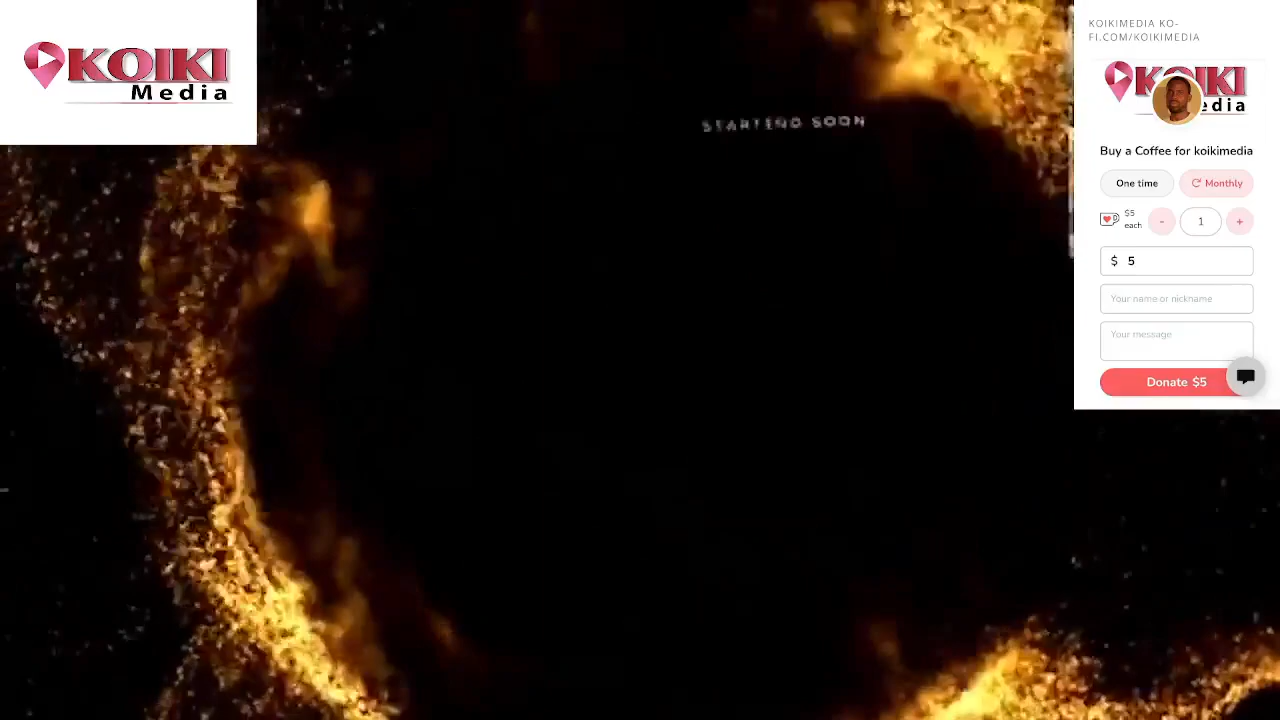 KOIKI
Media
STARTING SOON
KOIKIMEDIA KO-
FI.COM/KOIKIMEDIA
KOIKI
edia
Buy a Coffee for koikimedia
One time
Monthly
$5
each
-
1
+
$ 5
Your name or nickname
Your message
Donate $5